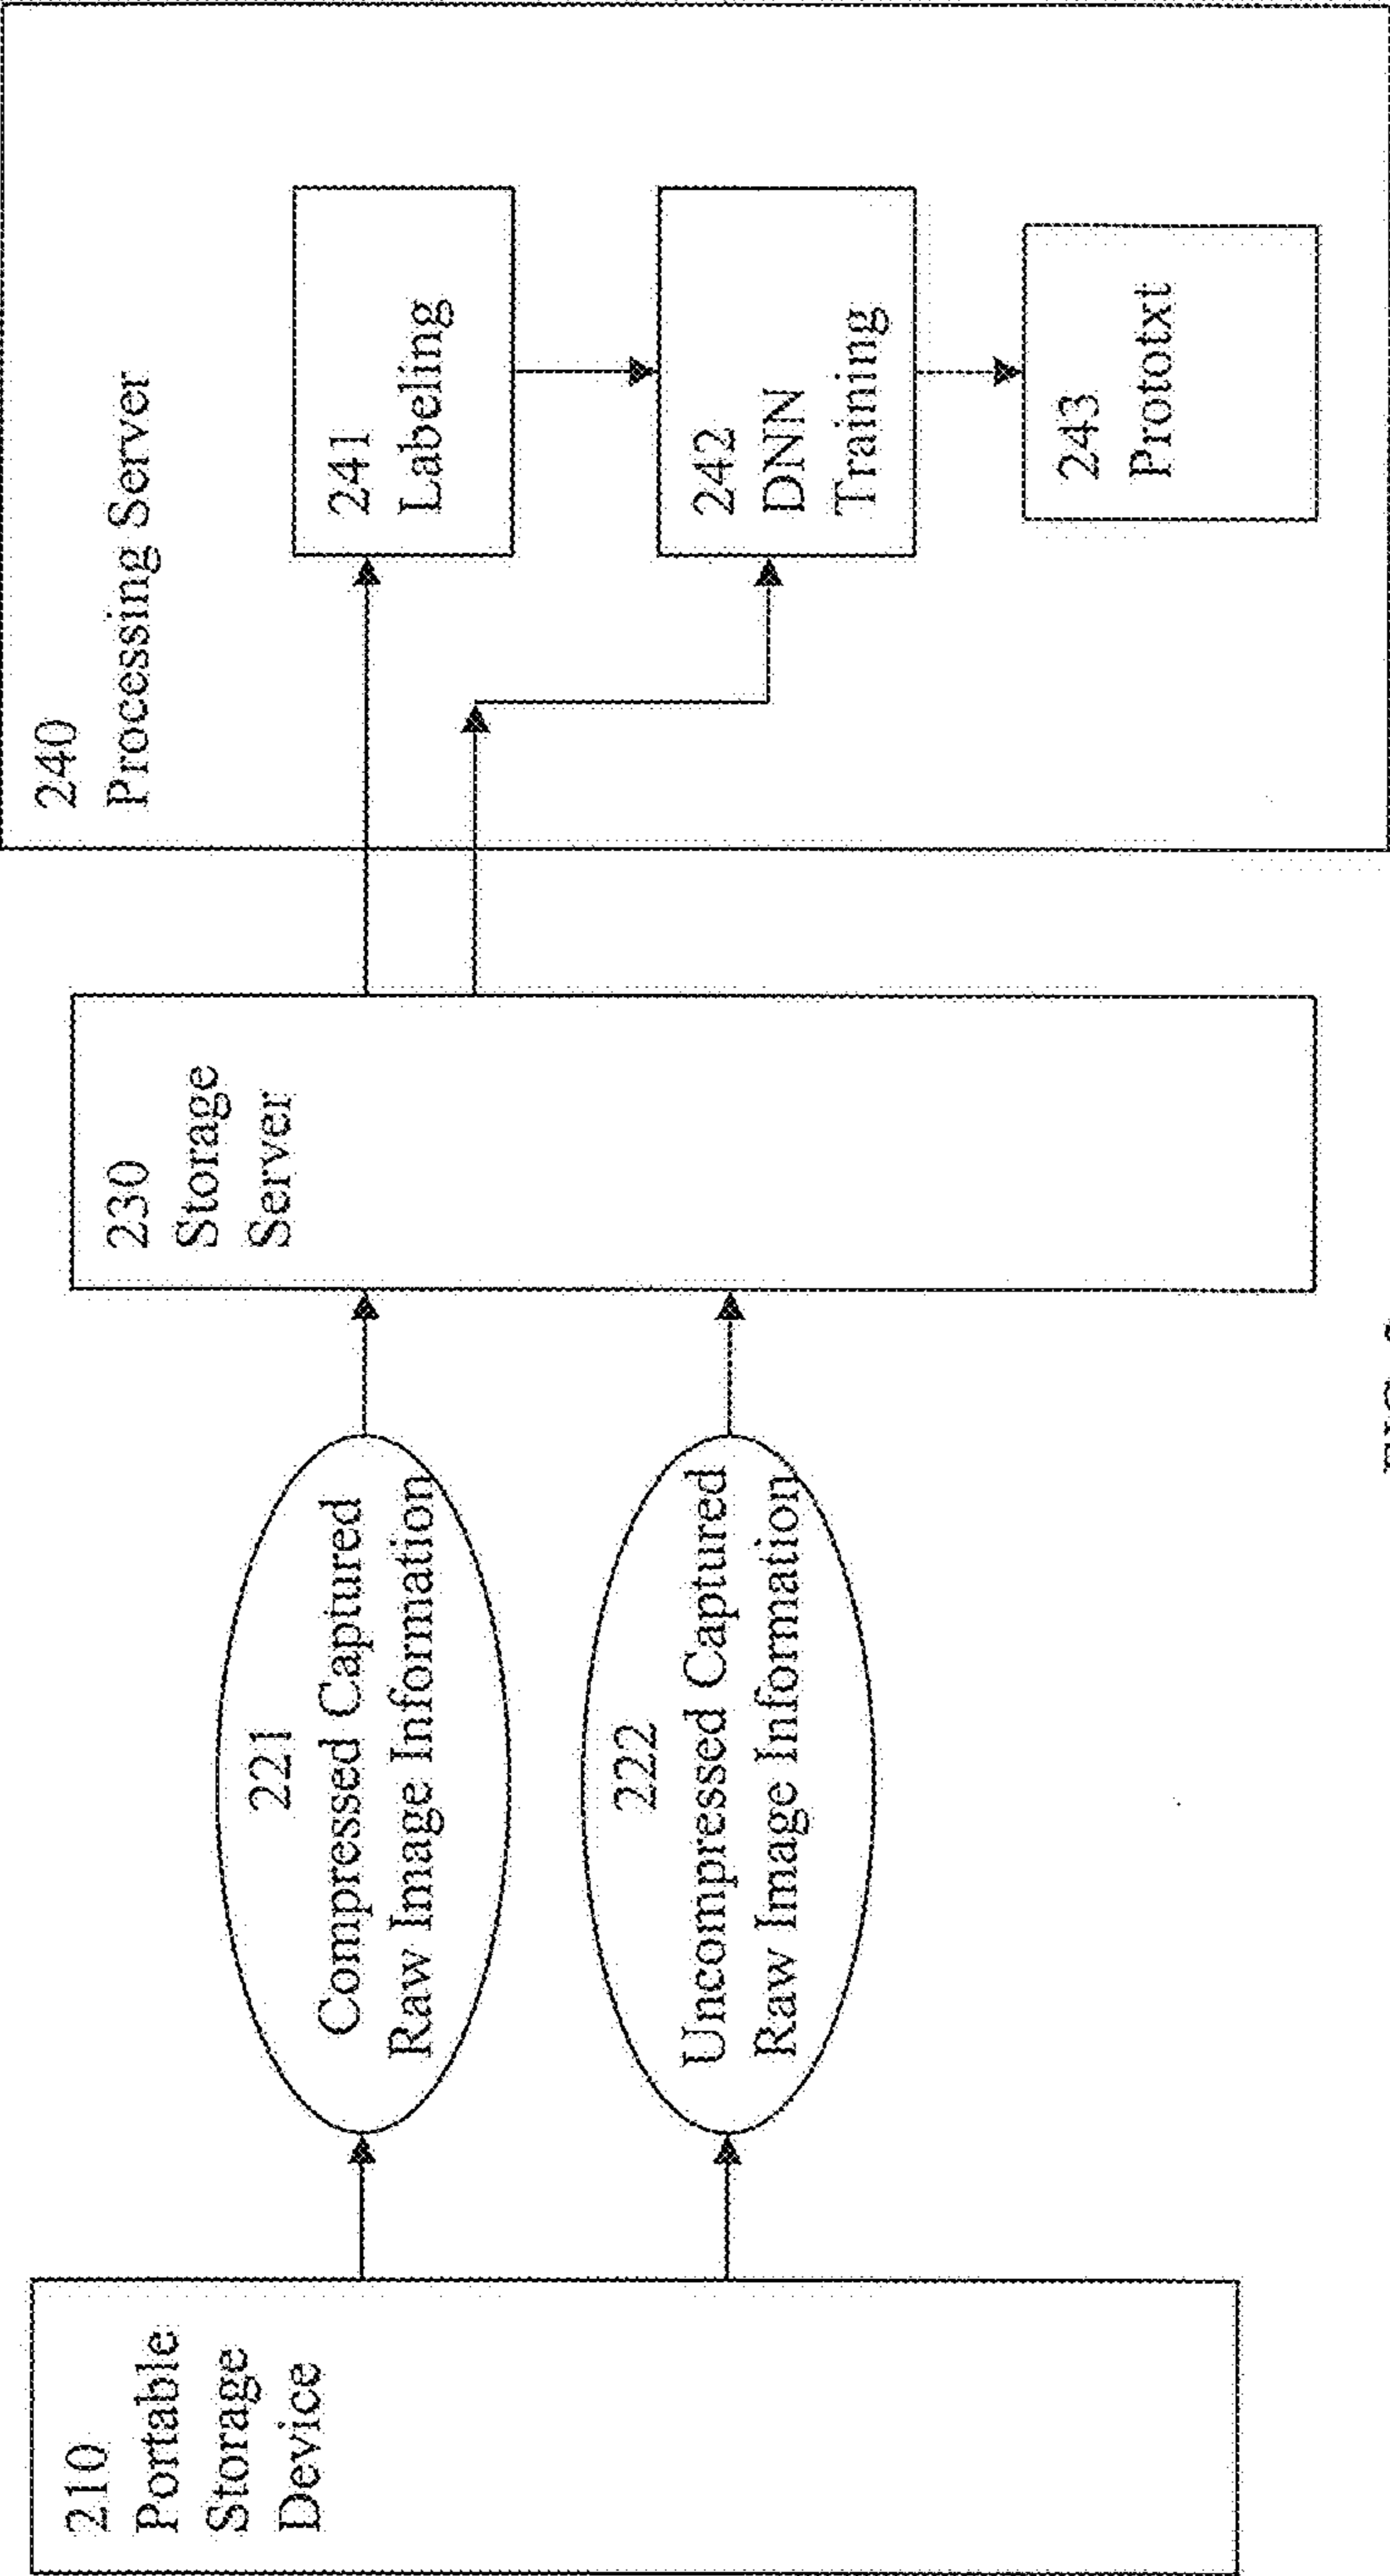 210
Portable
Storage
Device
221
Compressed Captured
Raw Image Information
222
Uncompressed Captured
Raw Image Information
230
Storage
Server
240
Processing Server
241
Labeling
242
DNN
Training
243
Prototxt